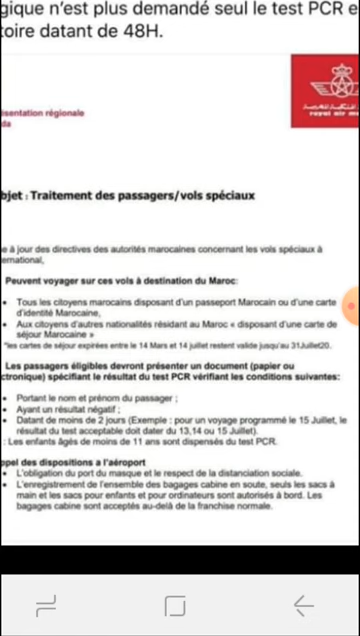 gique n'est plus demandé seul le test PCR e
toire datant de 48H.
royal air ma
ésentation régionale
da
bjet : Traitement des passagers/vols spéciaux
e à jour des directives des autorités marocaines concernant les vols spéciaux à
ernational,
Peuvent voyager sur ces vols à destination du Maroc:
• Tous les citoyens marocains disposant d'un passeport Marocain ou d'une carte
d'identité Marocaine,
• Aux citoyens d'autres nationalités résidant au Maroc « disposant d'une carte de
séjour Marocaine »
*les cartes de séjour expirées entre le 14 Mars et 14 juillet restent valide jusqu'au 31Juillet20.
Les passagers éligibles devront présenter un document (papier ou
ctronique) spécifiant le résultat du test PCR vérifiant les conditions suivantes:
• Portant le nom et prénom du passager ;
• Ayant un résultat négatif ;
• Datant de moins de 2 jours (Exemple : pour un voyage programmé le 15 Juillet, le
résultat du test acceptable doit dater du 13,14 ou 15 Juillet).
: Les enfants âgés de moins de 11 ans sont dispensés du test PCR.
ppel des dispositions a l'aéroport
• L'obligation du port du masque et le respect de la distanciation sociale.
• L'enregistrement de l'ensemble des bagages cabine en soute, seuls les sacs à
main et les sacs pour enfants et pour ordinateurs sont autorisés à bord. Les
bagages cabine sont acceptés au-delà de la franchise normale.